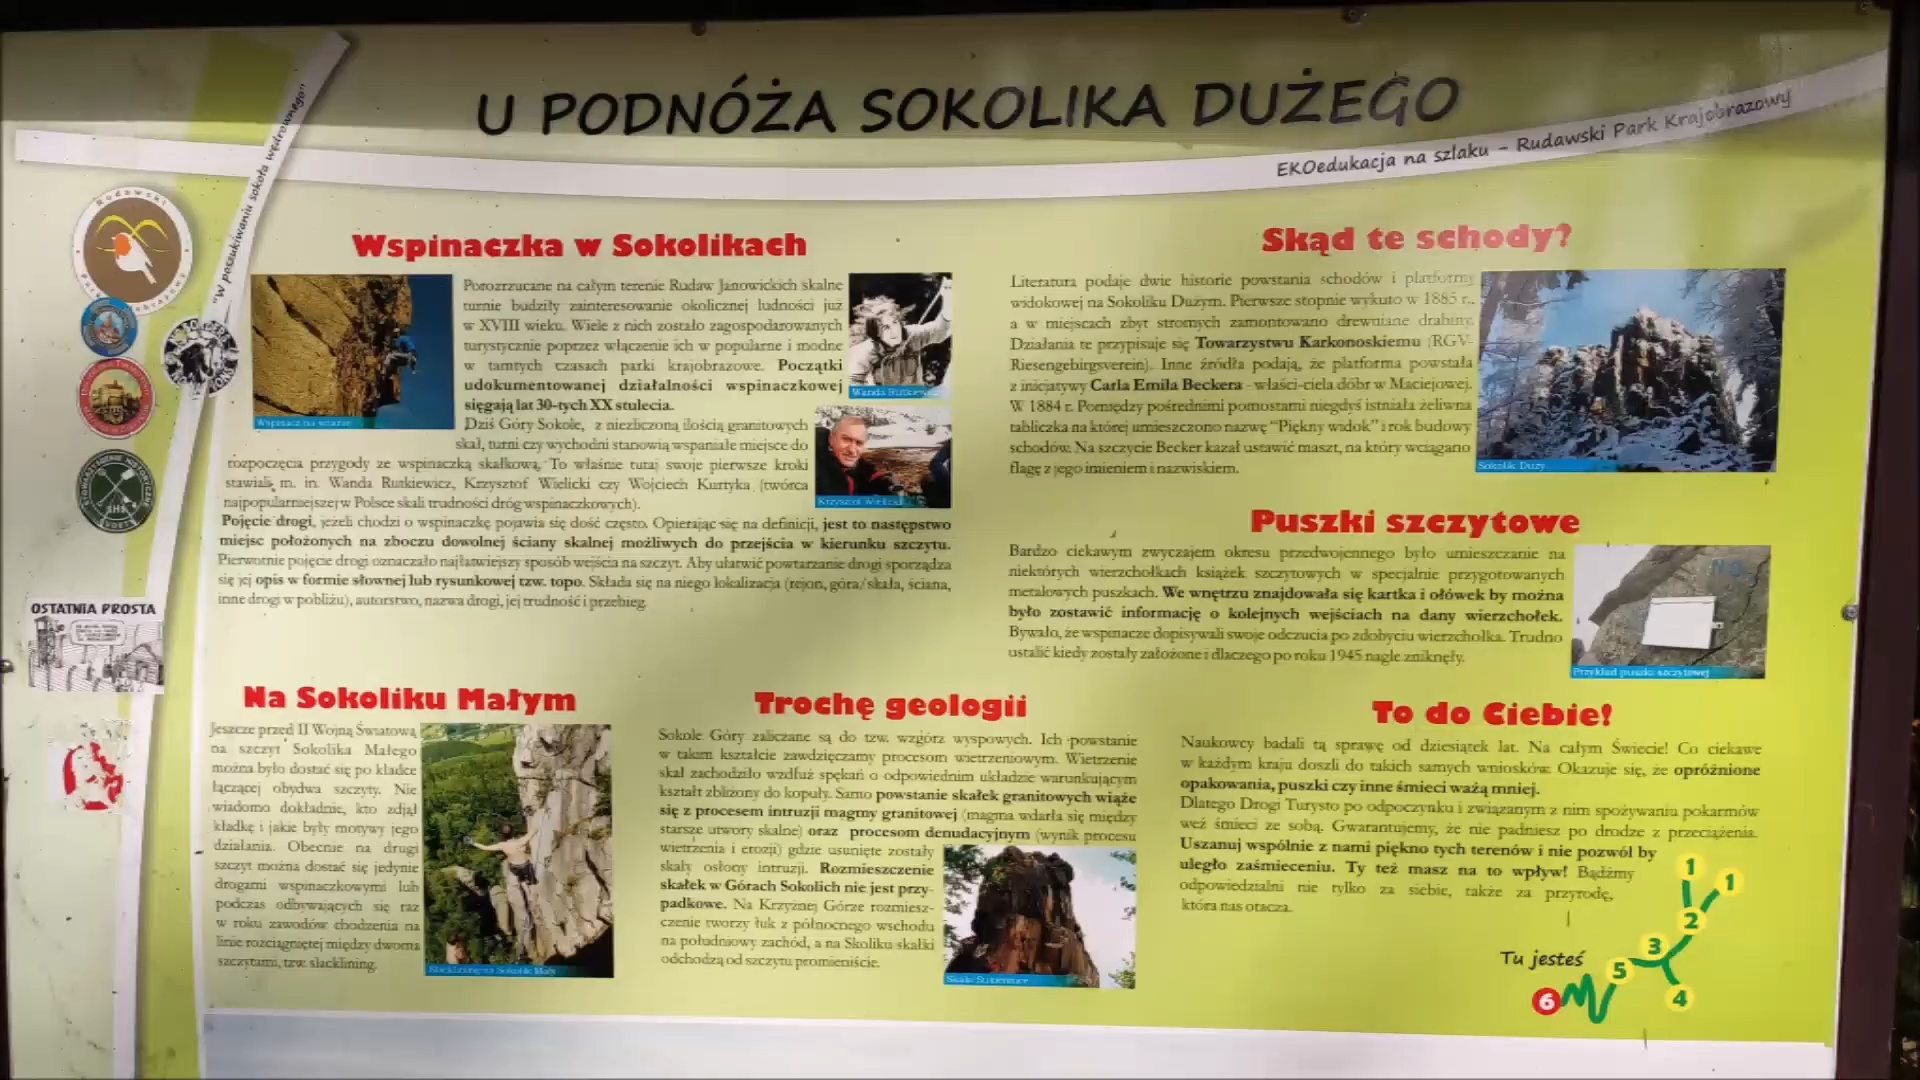 U PODNÓŻA SOKOLIKA DUŻEGO
EKOedukacja na szlaku – Rudawski Park Krajobrazowy
"W poszukiwaniu sokoła wędrownego"
Wspinaczka w Sokolikach
Porozrzucane na całym terenie Rudaw Janowickich skalne
turnie budziły zainteresowanie okolicznej ludności już
w XVIII wieku. Wiele z nich zostało zagospodarowanych
turystycznie poprzez włączenie ich w popularne i modne
w tamtych czasach parki krajobrazowe. Początki
udokumentowanej działalności wspinaczkowej
sięgają lat 30-tych XX stulecia.
Dziś Góry Sokole, z niezliczoną ilością granitowych
skał, turni czy wychodni stanowią wspaniałe miejsce do
rozpoczęcia przygody ze wspinaczką skałkową. To właśnie tutaj swoje pierwsze kroki
stawiali m. in. Wanda Rutkiewicz, Krzysztof Wielicki czy Wojciech Kurtyka (twórca
najpopularniejszej w Polsce skali trudności dróg wspinaczkowych).
Pojęcie drogi, jeżeli chodzi o wspinaczkę pojawia się dość często. Opierając się na definicji, jest to następstwo
miejsc położonych na zboczu dowolnej ściany skalnej możliwych do przejścia w kierunku szczytu.
Pierwotnie pojęcie drogi oznaczało najłatwiejszy sposób wejścia na szczyt. Aby ułatwić powtarzanie drogi sporządza
się jej opis w formie słownej lub rysunkowej tzw. topo. Składa się na niego lokalizacja (rejon, góra/skała, ściana,
inne drogi w pobliżu), autorstwo, nazwa drogi, jej trudność i przebieg.
Wspinacz na ścianie
Wanda Rutkiewicz
Krzysztof Wielicki
Skąd te schody?
Literatura podaje dwie historie powstania schodów i platformy
widokowej na Sokoliku Dużym. Pierwsze stopnie wykuto w 1885 r.,
a w miejscach zbyt stromych zamontowano drewniane drabiny.
Działania te przypisuje się Towarzystwu Karkonoskiemu (RGV-
Riesengebirgsverein). Inne źródła podają, że platforma powstała
z inicjatywy Carla Emila Beckera - właści-ciela dóbr w Maciejowej.
W 1884 r. Pomiędzy pośrednimi pomostami niegdyś istniała żeliwna
tabliczka na której umieszczono nazwę "Piękny widok" i rok budowy
schodów. Na szczycie Becker kazał ustawić maszt, na który wciągano
flagę z jego imieniem i nazwiskiem.
Sokolik Duży
Puszki szczytowe
Bardzo ciekawym zwyczajem okresu przedwojennego było umieszczanie na
niektórych wierzchołkach książek szczytowych w specjalnie przygotowanych
metalowych puszkach. We wnętrzu znajdowała się kartka i ołówek by można
było zostawić informację o kolejnych wejściach na dany wierzchołek.
Bywało, że wspinacze dopisywali swoje odczucia po zdobyciu wierzchołka. Trudno
ustalić kiedy zostały założone i dlaczego po roku 1945 nagle zniknęły.
Przykład puszki szczytowej
OSTATNIA PROSTA
Na Sokoliku Małym
Jeszcze przed II Wojną Światową
na szczyt Sokolika Małego
można było dostać się po kładce
łączącej obydwa szczyty. Nie
wiadomo dokładnie, kto zdjął
kładkę i jakie były motywy jego
działania. Obecnie na drugi
szczyt można dostać się jedynie
drogami wspinaczkowymi lub
podczas odbywających się raz
w roku zawodów chodzenia na
linie rozciągniętej między dwoma
szczytami, tzw. slacklining.
Trochę geologii
Sokole Góry zaliczane są do tzw. wzgórz wyspowych. Ich powstanie
w takim kształcie zawdzięczamy procesom wietrzeniowym. Wietrzenie
skał zachodziło wzdłuż spękań o odpowiednim układzie warunkującym
kształt zbliżony do kopuły. Samo powstanie skałek granitowych wiąże
się z procesem intruzji magmy granitowej (magma wdarła się między
starsze utwory skalne) oraz procesom denudacyjnym (wynik procesu
wietrzenia i erozji) gdzie usunięte zostały
skały osłony intruzji. Rozmieszczenie
skałek w Górach Sokolich nie jest przy-
padkowe. Na Krzyżnej Górze rozmiesz-
czenie tworzy łuk z północnego wschodu
na południowy zachód, a na Skoliku skałki
odchodzą od szczytu promieniście.
To do Ciebie!
Naukowcy badali tą sprawę od dziesiątek lat. Na całym Świecie! Co ciekawe
w każdym kraju doszli do takich samych wniosków. Okazuje się, że opróżnione
opakowania, puszki czy inne śmieci ważą mniej.
Dlatego Drogi Turysto po odpoczynku i związanym z nim spożywaniu pokarmów
weź śmieci ze sobą. Gwarantujemy, że nie padniesz po drodze z przeciążenia.
Uszanuj wspólnie z nami piękno tych terenów i nie pozwól by
uległo zaśmieceniu. Ty też masz na to wpływ! Bądźmy
odpowiedzialni nie tylko za siebie, także za przyrodę,
która nas otacza.
Tu jesteś
1
1
2
3
4
5
6